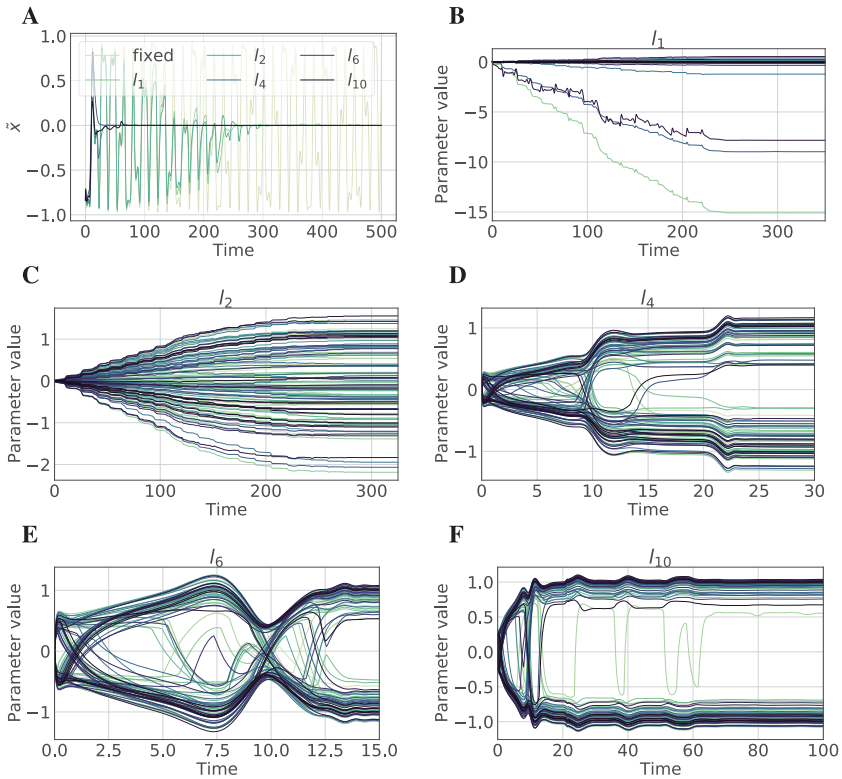 A
1.0
0.5
0.0
−0.5
−1.0
x̃
fixed
l1
l2
l4
l6
l10
0 100 200 300 400 500
Time
B
l1
0
−5
−10
−15
Parameter value
0 100 200 300
Time
C
l2
1
0
−1
−2
Parameter value
0 100 200 300
Time
D
l4
1
0
−1
Parameter value
0 5 10 15 20 25 30
Time
E
l6
1
0
−1
Parameter value
0.0 2.5 5.0 7.5 10.0 12.5 15.0
Time
F
l10
1.0
0.5
0.0
−0.5
−1.0
Parameter value
0 20 40 60 80 100
Time